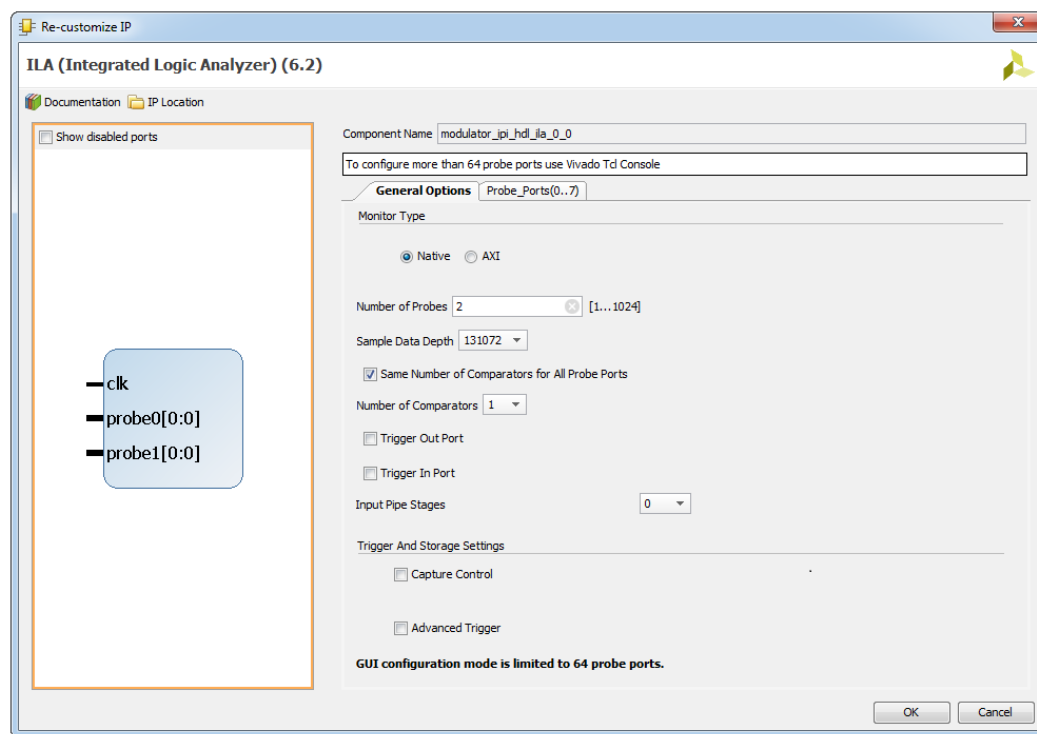 Re-customize IP
ILA (Integrated Logic Analyzer) (6.2)
Documentation IP Location
Show disabled ports
clk
probe0[0:0]
probe1[0:0]
Component Name modulator_ipi_hdl_ila_0_0
To configure more than 64 probe ports use Vivado Tcl Console
General Options Probe_Ports(0..7)
Monitor Type
Native AXI
Number of Probes 2 [1...1024]
Sample Data Depth 131072
Same Number of Comparators for All Probe Ports
Number of Comparators 1
Trigger Out Port
Trigger In Port
Input Pipe Stages 0
Trigger And Storage Settings
Capture Control
Advanced Trigger
GUI configuration mode is limited to 64 probe ports.
OK Cancel